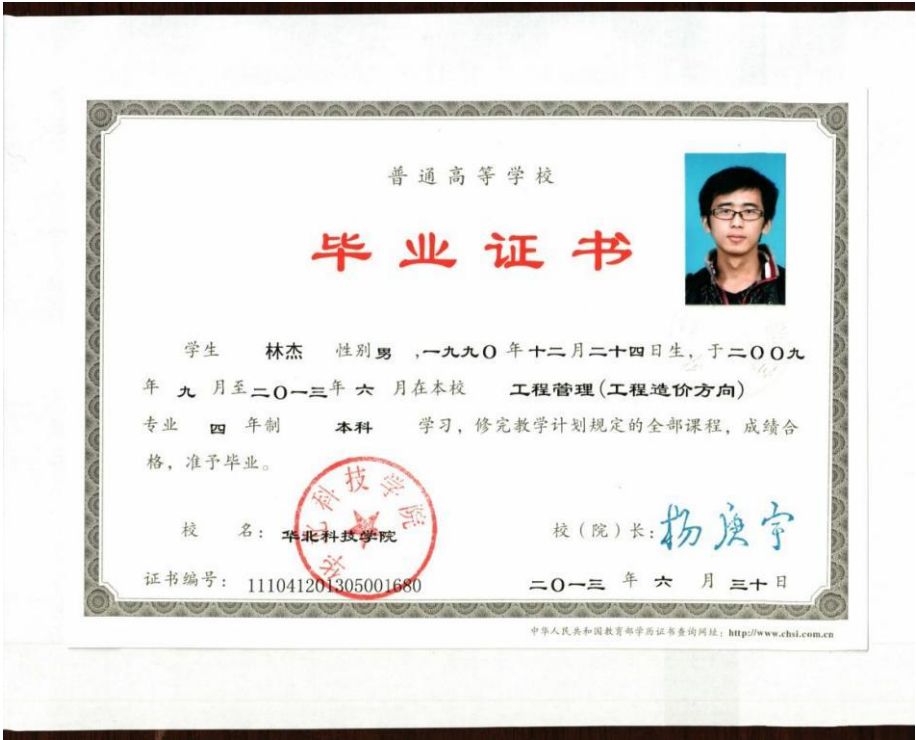 普通高等学校
毕业证书
学生 林杰 性别男 ,一九九〇年十二月二十四日生，于二〇〇九
年九月至二〇一三年六月在本校 工程管理(工程造价方向)
专业 四年制 本科 学习，修完教学计划规定的全部课程，成绩合
格，准予毕业。
华北科技学院
校 名：华北科技学院 校（院）长：杨庚宇
证书编号：111041201305001680 二〇一三年六月三十日
中华人民共和国教育部学历证书查询网址：http://www.chsi.com.cn